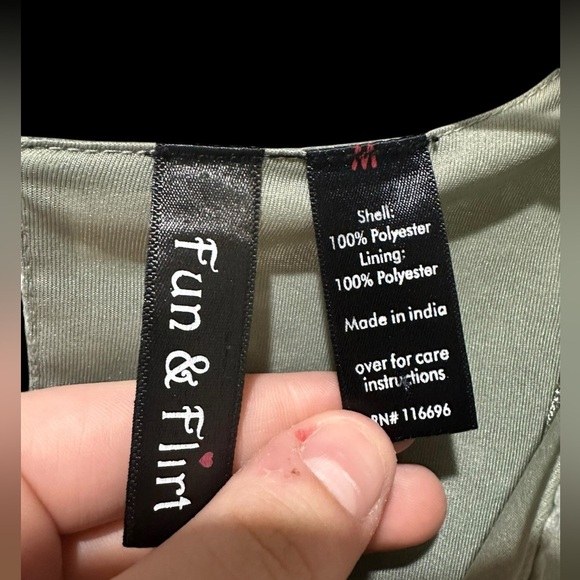 Fun & Flirt
M
Shell:
100% Polyester
Lining:
100% Polyester
Made in india
over for care
instructions
RN# 116696